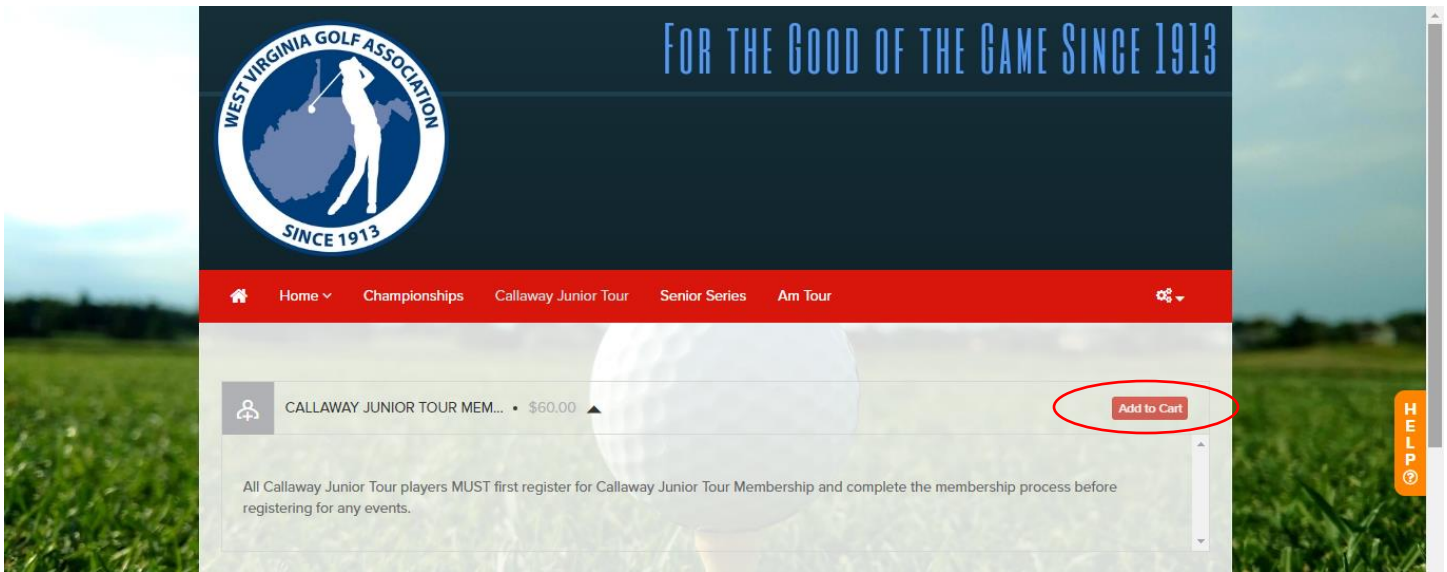 WEST VIRGINIA GOLF ASSOCIATION
SINCE 1913
FOR THE GOOD OF THE GAME SINCE 1913
Home Championships Callaway Junior Tour Senior Series Am Tour
CALLAWAY JUNIOR TOUR MEM... • $60.00 Add to Cart
All Callaway Junior Tour players MUST first register for Callaway Junior Tour Membership and complete the membership process before
registering for any events.
HELP?